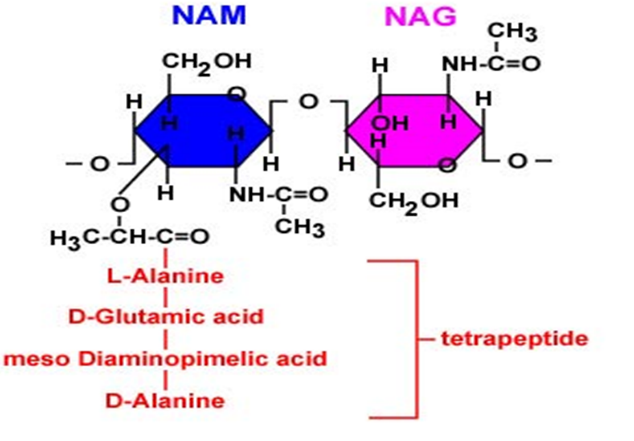 NAM NAG
CH3
CH2OH H NH-C=O
H O O H
H H OH H
H
– O H H O O –
H NH-C=O CH2OH
O CH3
H3C-CH-C=O
L-Alanine
D-Glutamic acid
tetrapeptide
meso Diaminopimelic acid
D-Alanine